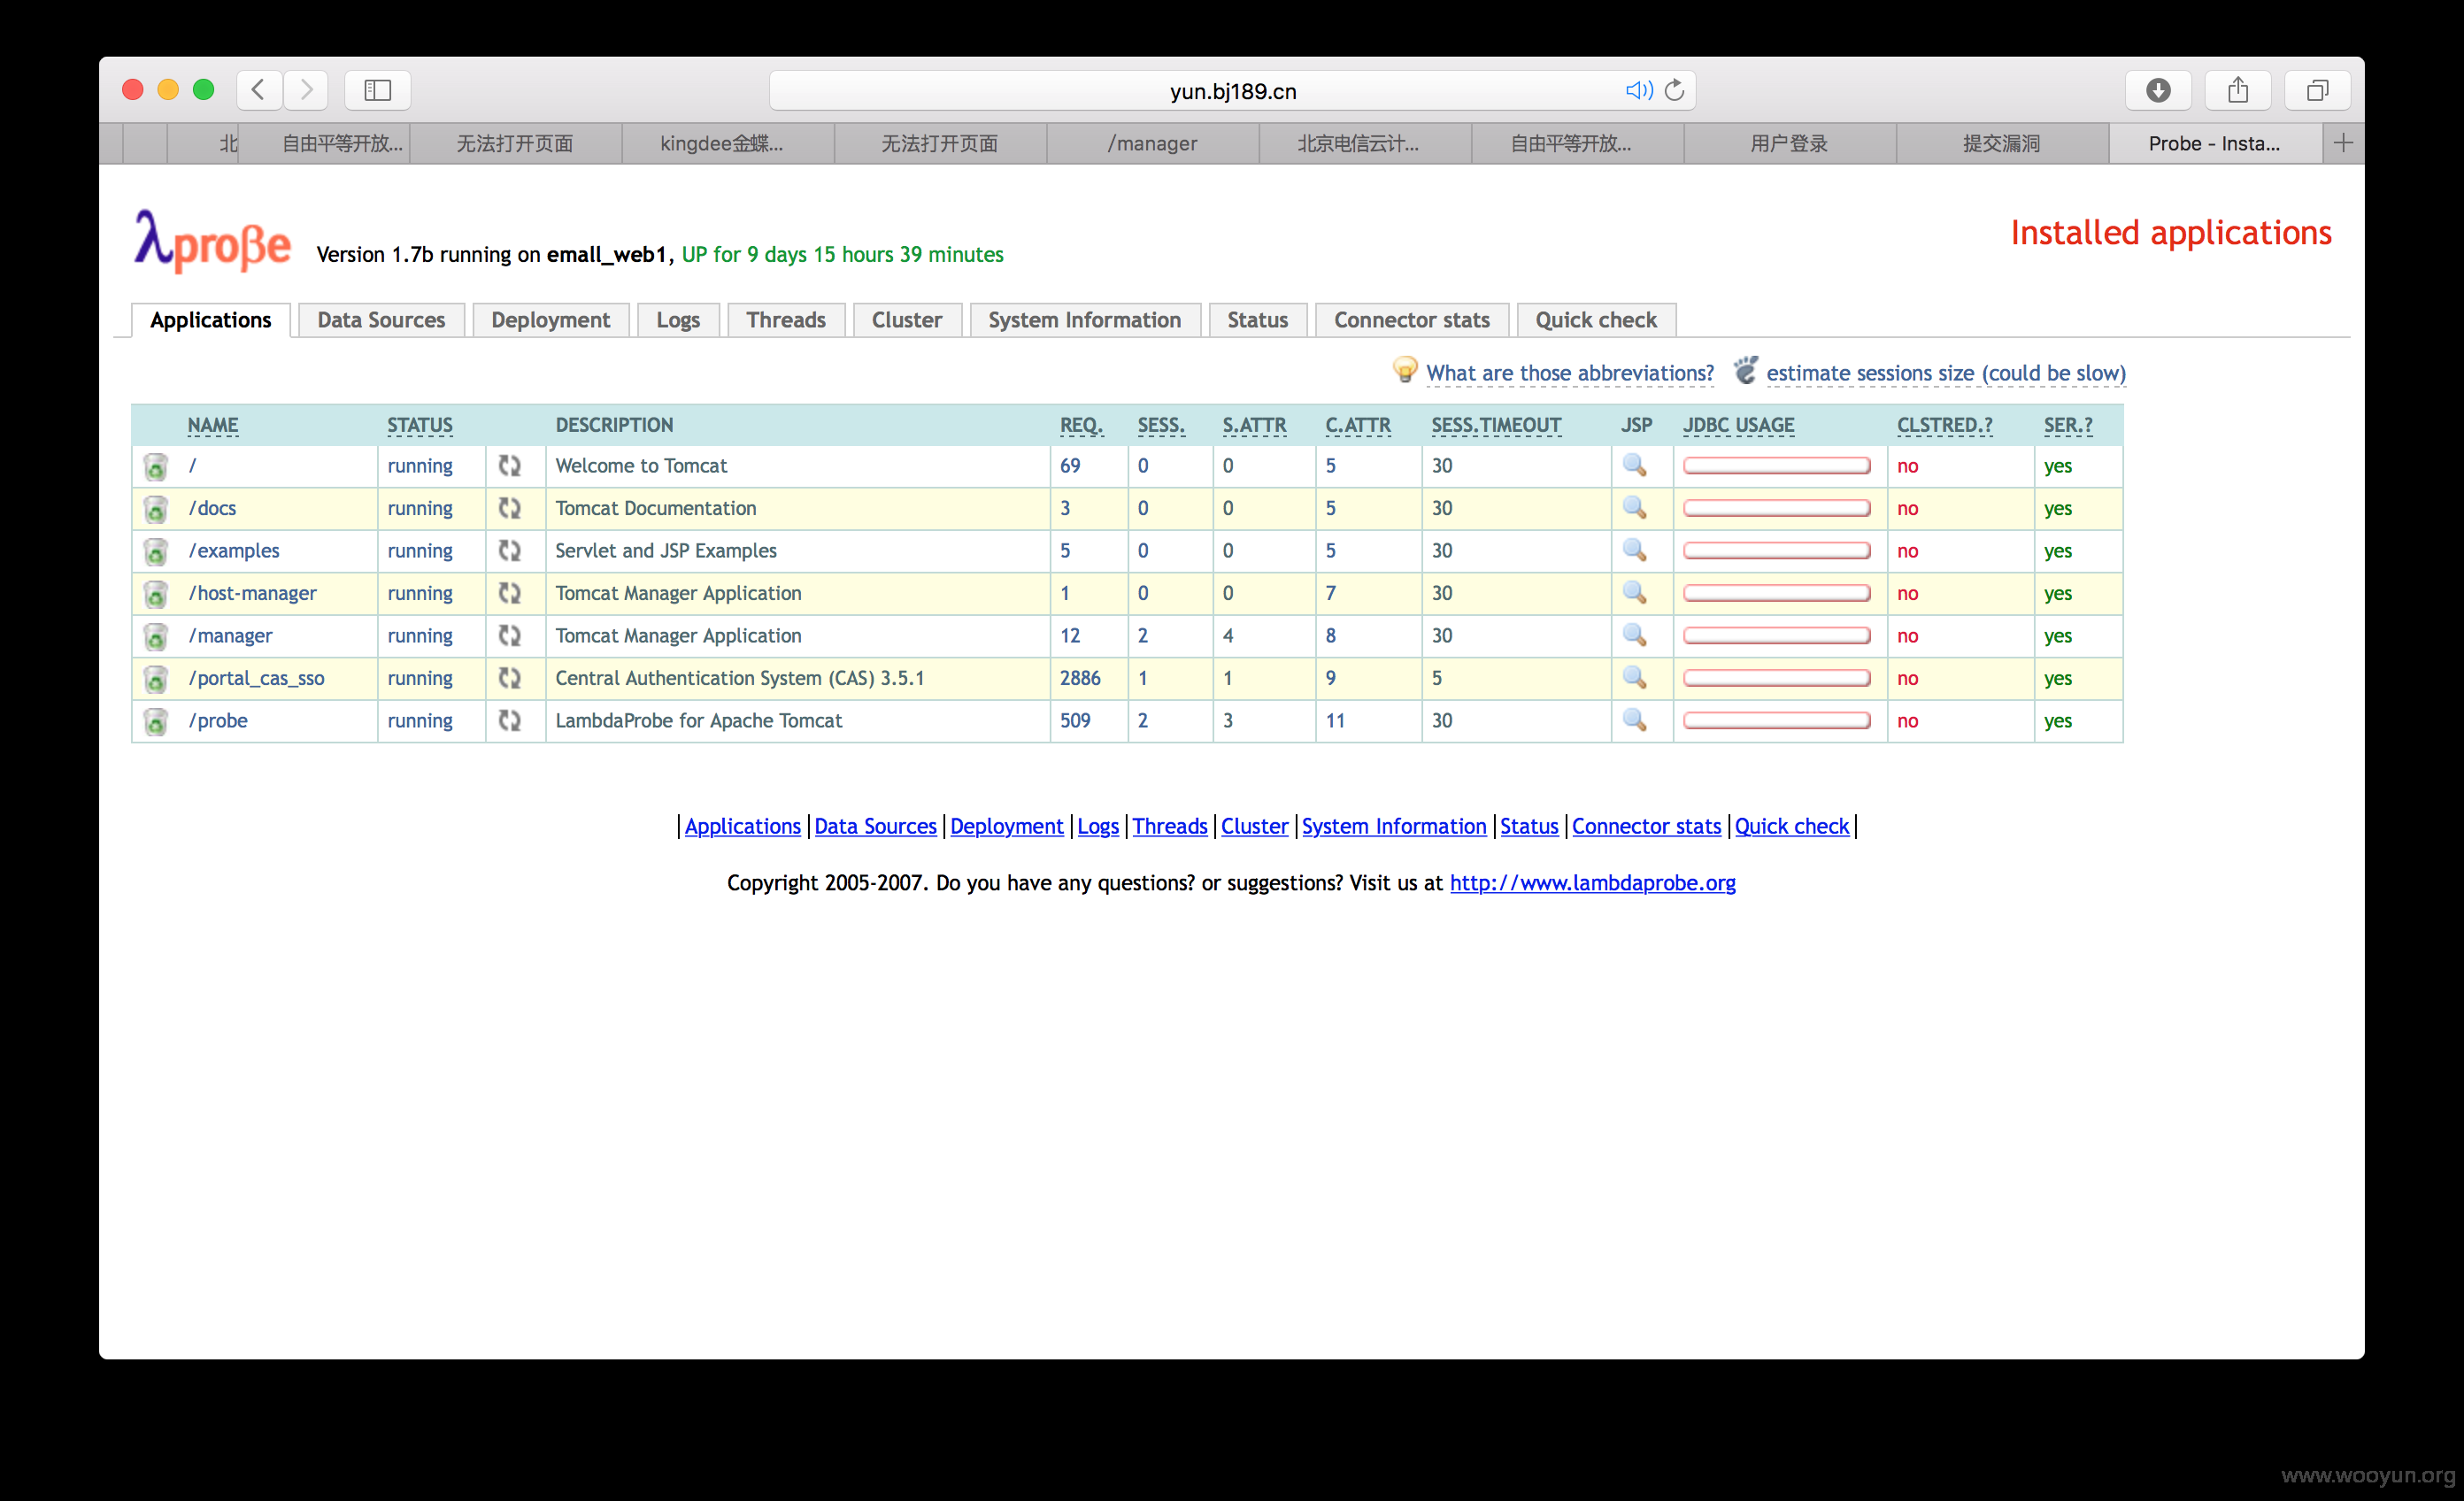 yun.bj189.cn
北 自由平等开放... 无法打开页面 kingdee金蝶... 无法打开页面 /manager 北京电信云计... 自由平等开放... 用户登录 提交漏洞 Probe - Insta...
λproβe Version 1.7b running on emall_web1, UP for 9 days 15 hours 39 minutes Installed applications
Applications Data Sources Deployment Logs Threads Cluster System Information Status Connector stats Quick check
What are those abbreviations? estimate sessions size (could be slow)
NAME STATUS DESCRIPTION REQ. SESS. S.ATTR C.ATTR SESS.TIMEOUT JSP JDBC USAGE CLSTRED.? SER.?
/ running Welcome to Tomcat 69 0 0 5 30 no yes
/docs running Tomcat Documentation 3 0 0 5 30 no yes
/examples running Servlet and JSP Examples 5 0 0 5 30 no yes
/host-manager running Tomcat Manager Application 1 0 0 7 30 no yes
/manager running Tomcat Manager Application 12 2 4 8 30 no yes
/portal_cas_sso running Central Authentication System (CAS) 3.5.1 2886 1 1 9 5 no yes
/probe running LambdaProbe for Apache Tomcat 509 2 3 11 30 no yes
|Applications |Data Sources |Deployment |Logs |Threads |Cluster |System Information |Status |Connector stats |Quick check|
Copyright 2005-2007. Do you have any questions? or suggestions? Visit us at http://www.lambdaprobe.org
www.wooyun.org